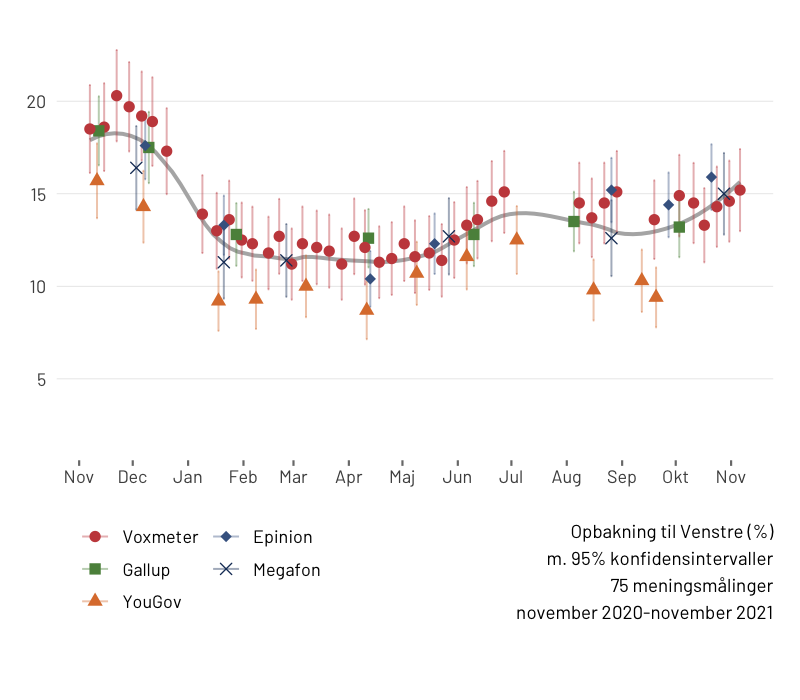 20
15
10
5
Nov Dec Jan Feb Mar Apr Maj Jun Jul Aug Sep Okt Nov
Voxmeter Epinion
Gallup Megafon
YouGov
Opbakning til Venstre (%)
m. 95% konfidensintervaller
75 meningsmålinger
november 2020-november 2021